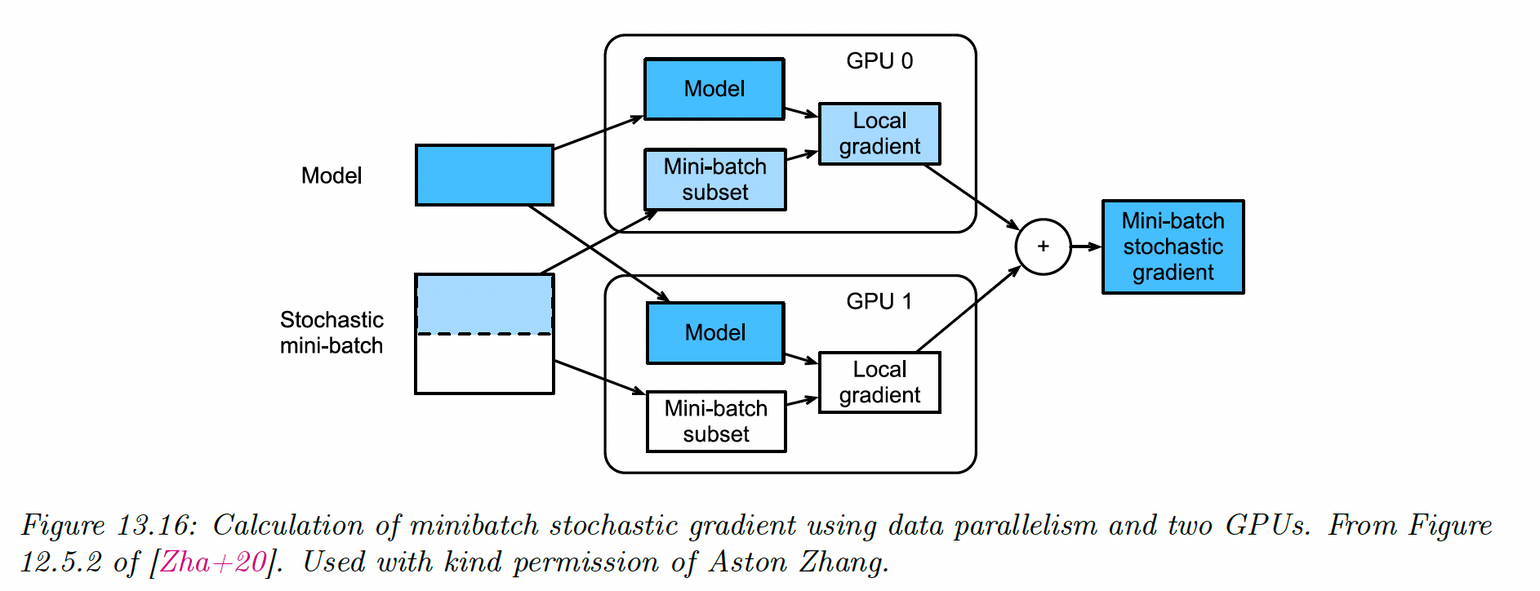 GPU 0
Model
Local
gradient
Mini-batch
subset
Model
Stochastic
mini-batch
GPU 1
Model
Local
gradient
Mini-batch
subset
+
Mini-batch
stochastic
gradient
Figure 13.16: Calculation of minibatch stochastic gradient using data parallelism and two GPUs. From Figure
12.5.2 of [Zha+20]. Used with kind permission of Aston Zhang.